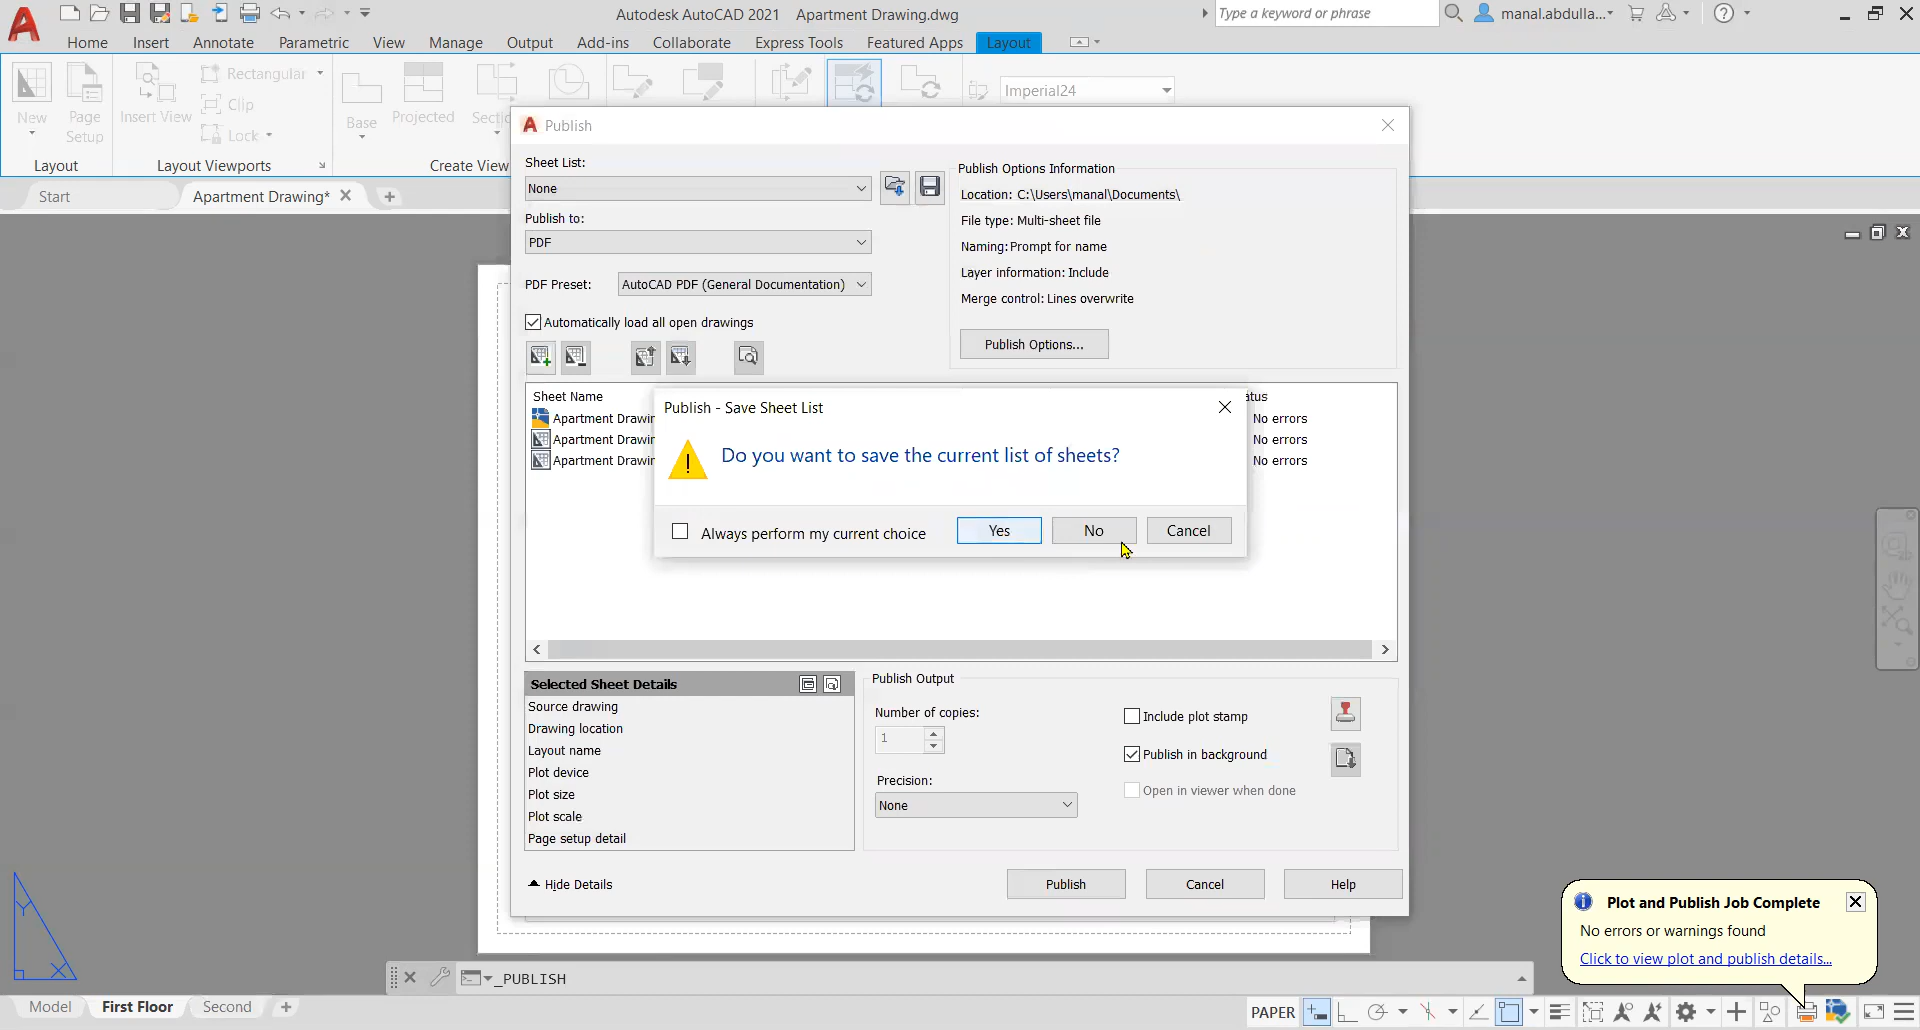 Autodesk AutoCAD 2021 Apartment Drawing.dwg
Type a keyword or phrase
manal.abdulla...
Home Insert Annotate Parametric View Manage Output Add-ins Collaborate Express Tools Featured Apps Layout
New
Page
Setup
Insert View
Rectangular
Clip
Lock
Base
Projected
Imperial24
Layout
Layout Viewports
Create View
Start
Apartment Drawing*
Publish
Sheet List:
None
Publish to:
PDF
PDF Preset:
AutoCAD PDF (General Documentation)
Automatically load all open drawings
Publish Options Information
Location: C:\Users\manal\Documents\
File type: Multi-sheet file
Naming: Prompt for name
Layer information: Include
Merge control: Lines overwrite
Publish Options...
Sheet Name
Publish - Save Sheet List
Do you want to save the current list of sheets?
Always perform my current choice
Yes
No
Cancel
No errors
No errors
No errors
Selected Sheet Details
Source drawing
Drawing location
Layout name
Plot device
Plot size
Plot scale
Page setup detail
Hide Details
Publish Output
Number of copies:
1
Precision:
None
Include plot stamp
Publish in background
Open in viewer when done
Publish
Cancel
Help
Plot and Publish Job Complete
No errors or warnings found
Click to view plot and publish details...
_PUBLISH
Model
First Floor
Second
PAPER
Y
X